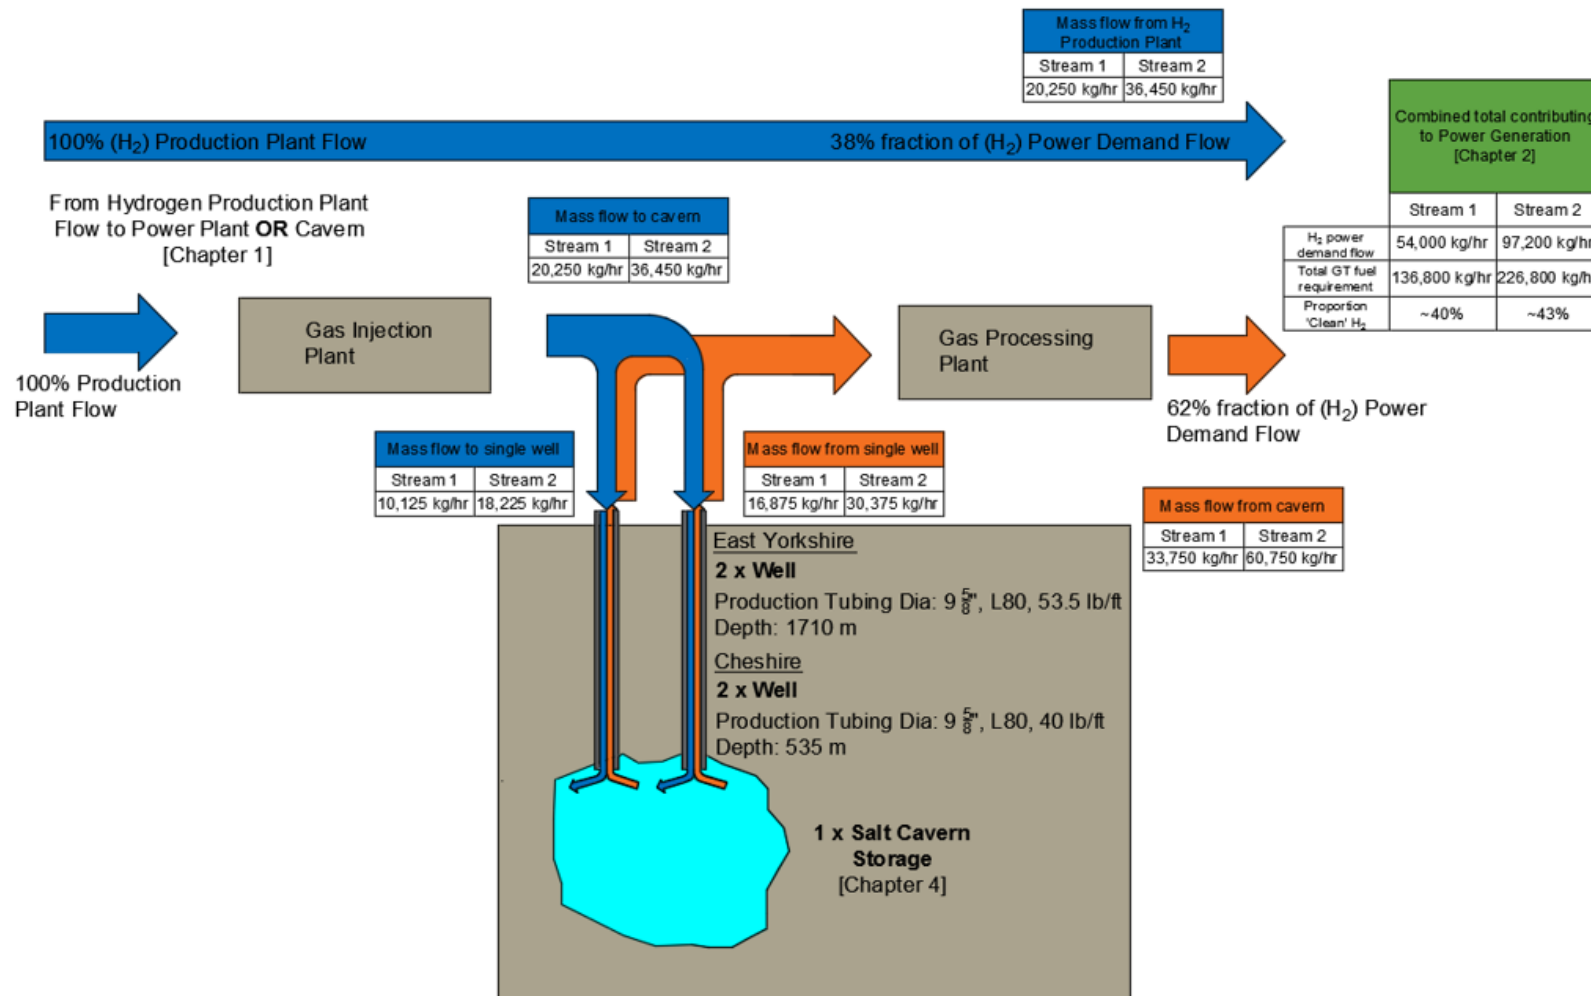 Mass flow from H₂
Production Plant
Stream 1 Stream 2
20,250 kg/hr 36,450 kg/hr
100% (H₂) Production Plant Flow
38% fraction of (H₂) Power Demand Flow
Combined total contributing
to Power Generation
[Chapter 2]
Stream 1 Stream 2
H₂ power
demand flow
54,000 kg/hr 97,200 kg/hr
Total GT fuel
requirement
136,800 kg/hr 226,800 kg/h
Proportion
'Clean' H₂
~40% ~43%
From Hydrogen Production Plant
Flow to Power Plant OR Cavern
[Chapter 1]
Mass flow to cavern
Stream 1 Stream 2
20,250 kg/hr 36,450 kg/hr
Gas Injection
Plant
Gas Processing
Plant
100% Production
Plant Flow
62% fraction of (H₂) Power
Demand Flow
Mass flow to single well
Stream 1 Stream 2
10,125 kg/hr 18,225 kg/hr
Mass flow from single well
Stream 1 Stream 2
16,875 kg/hr 30,375 kg/hr
Mass flow from cavern
Stream 1 Stream 2
33,750 kg/hr 60,750 kg/hr
East Yorkshire
2 x Well
Production Tubing Dia: 9 ⅝", L80, 53.5 lb/ft
Depth: 1710 m
Cheshire
2 x Well
Production Tubing Dia: 9 ⅝", L80, 40 lb/ft
Depth: 535 m
1 x Salt Cavern
Storage
[Chapter 4]